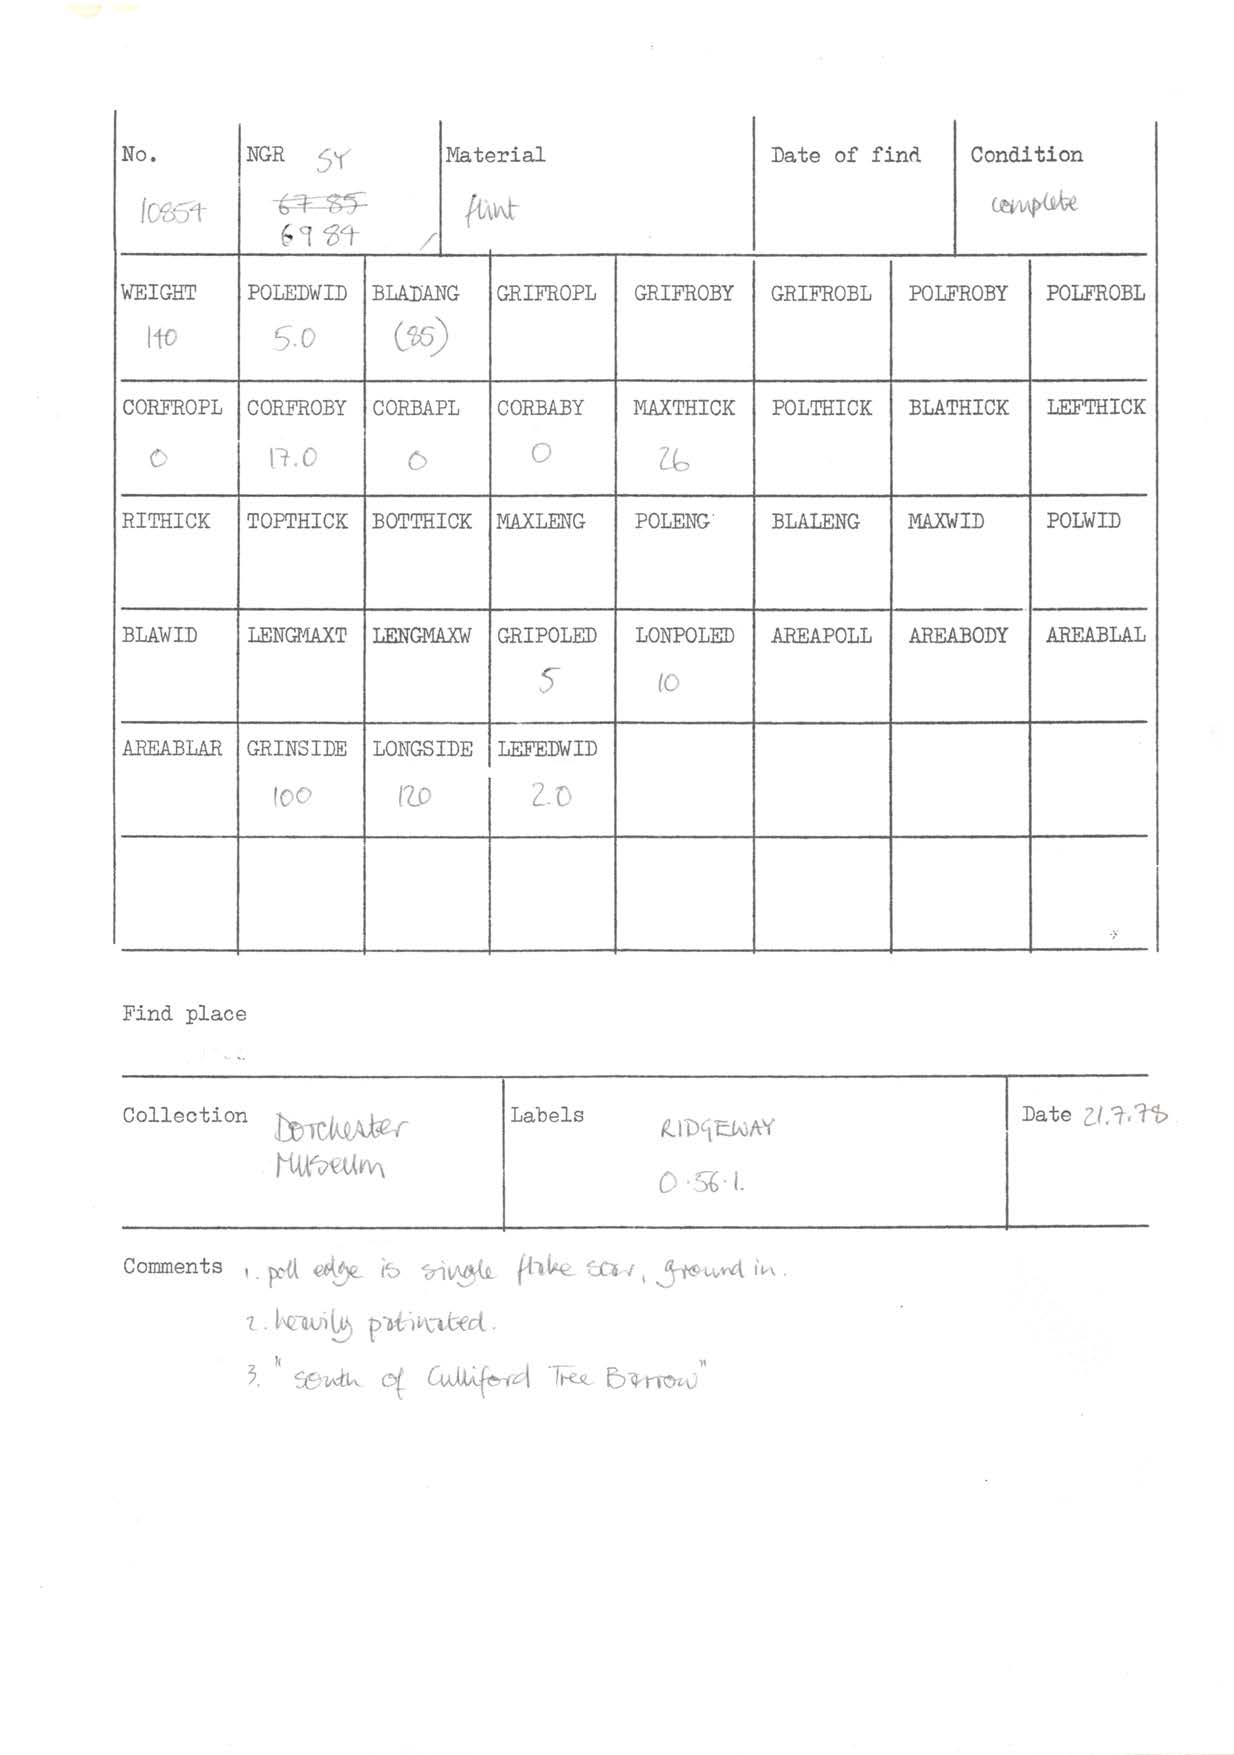 No. NGR SY Material Date of find Condition
10854 67 85 flint complete
69 84
WEIGHT POLEDWID BLADANG GRIFROPL GRIFROBY GRIFROBL POLFROBY POLFROBL
140 5.0 (85)
CORFROPL CORFROBY CORBAPL CORBABY MAXTHICK POLTHICK BLATHICK LEFTHICK
0 17.0 0 0 26
RITHICK TOPTHICK BOTTHICK MAXLENG POLENG BLALENG MAXWID POLWID
BLAWID LENGMAXT LENGMAXW GRIPOLED LONPOLED AREAPOLL AREABODY AREABLAL
5 10
AREABLAR GRINSIDE LONGSIDE LEFEDWID
100 120 2.0
Find place
Collection Dorchester Labels RIDGEWAY Date 21.7.78
Museum 0.56.1.
Comments 1. poll edge is single flake scar, ground in.
2. heavily patinated.
3. "south of Culliford Tree Barrow"